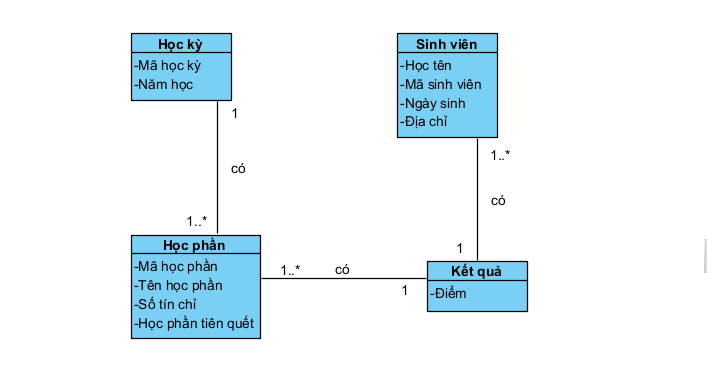 Học kỳ
-Mã học kỳ
-Năm học
Sinh viên
-Học tên
-Mã sinh viên
-Ngày sinh
-Địa chỉ
1
có
1..*
1..*
có
1
Học phần
-Mã học phần
-Tên học phần
-Số tín chỉ
-Học phần tiên quết
1..*
có
1
Kết quả
-Điểm